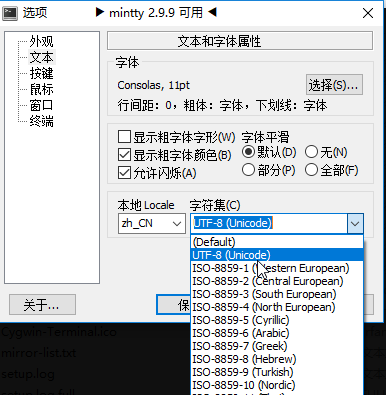 选项
▶ mintty 2.9.9 可用 ◀
外观
文本
按键
鼠标
窗口
终端
文本和字体属性
字体
Consolas, 11pt
选择(S)...
行间距：0，粗体：字体，下划线：字体
显示粗字体字形(W)
显示粗字体颜色(B)
允许闪烁(A)
字体平滑
默认(D)
无(N)
部分(P)
全部(F)
本地 Locale
字符集(C)
zh_CN
UTF-8 (Unicode)
(Default)
UTF-8 (Unicode)
ISO-8859-1 (Western European)
ISO-8859-2 (Central European)
ISO-8859-3 (South European)
ISO-8859-4 (North European)
ISO-8859-5 (Cyrillic)
ISO-8859-6 (Arabic)
ISO-8859-7 (Greek)
ISO-8859-8 (Hebrew)
ISO-8859-9 (Turkish)
ISO-8859-10 (Nordic)
关于...
Cygwin-Terminal.ico
mirror-list.txt
setup.log